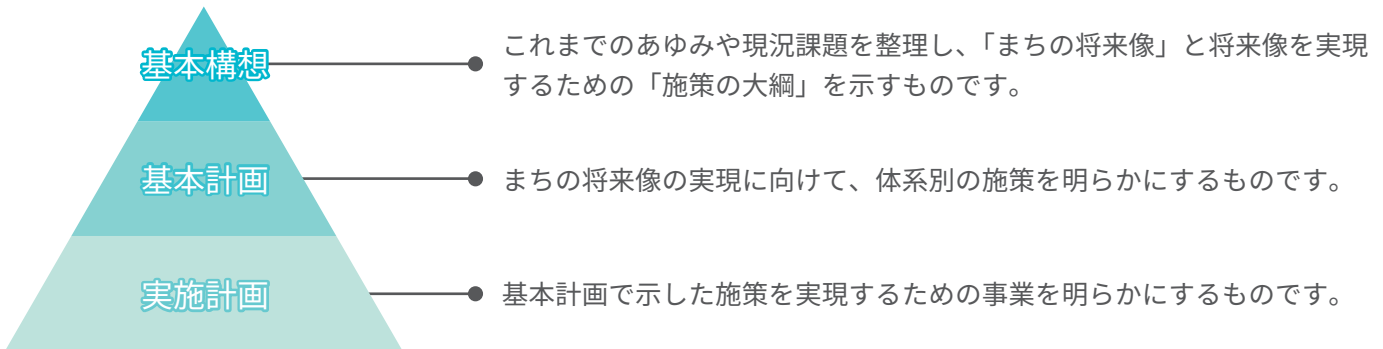 基本構想
これまでのあゆみや現況課題を整理し、「まちの将来像」と将来像を実現
するための「施策の大綱」を示すものです。
基本計画
まちの将来像の実現に向けて、体系別の施策を明らかにするものです。
実施計画
基本計画で示した施策を実現するための事業を明らかにするものです。